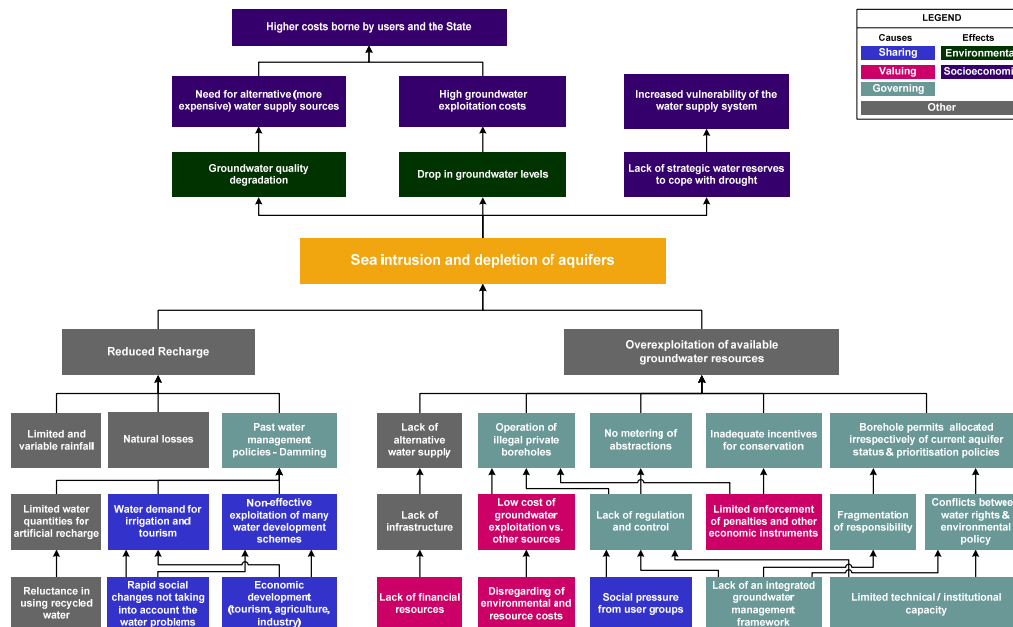 Higher costs borne by users and the State
LEGEND
Causes
Effects
Sharing
Environmental
Valuing
Socioeconomic
Governing
Other
Need for alternative (more
expensive) water supply sources
High groundwater
exploitation costs
Increased vulnerability of the
water supply system
Groundwater quality
degradation
Drop in groundwater levels
Lack of strategic water reserves
to cope with drought
Sea intrusion and depletion of aquifers
Reduced Recharge
Overexploitation of available
groundwater resources
Limited and
variable rainfall
Natural losses
Past water
management
policies - Damming
Lack of
alternative
water supply
Operation of
illegal private
boreholes
No metering of
abstractions
Inadequate incentives
for conservation
Borehole permits allocated
irrespectively of current aquifer
status & prioritisation policies
Limited water
quantities for
artificial recharge
Water demand for
irrigation and
tourism
Non-effective
exploitation of many
water development
schemes
Lack of
infrastructure
Low cost of
groundwater
exploitation vs.
other sources
Lack of regulation
and control
Limited enforcement
of penalties and other
economic instruments
Fragmentation
of responsibility
Conflicts between
water rights &
environmental
policy
Reluctance in
using recycled
water
Rapid social
changes not taking
into account the
water problems
Economic
development
(tourism, agriculture,
industry)
Lack of financial
resources
Disregarding of
environmental and
resource costs
Social pressure
from user groups
Lack of an integrated
groundwater
management
framework
Limited technical / institutional
capacity